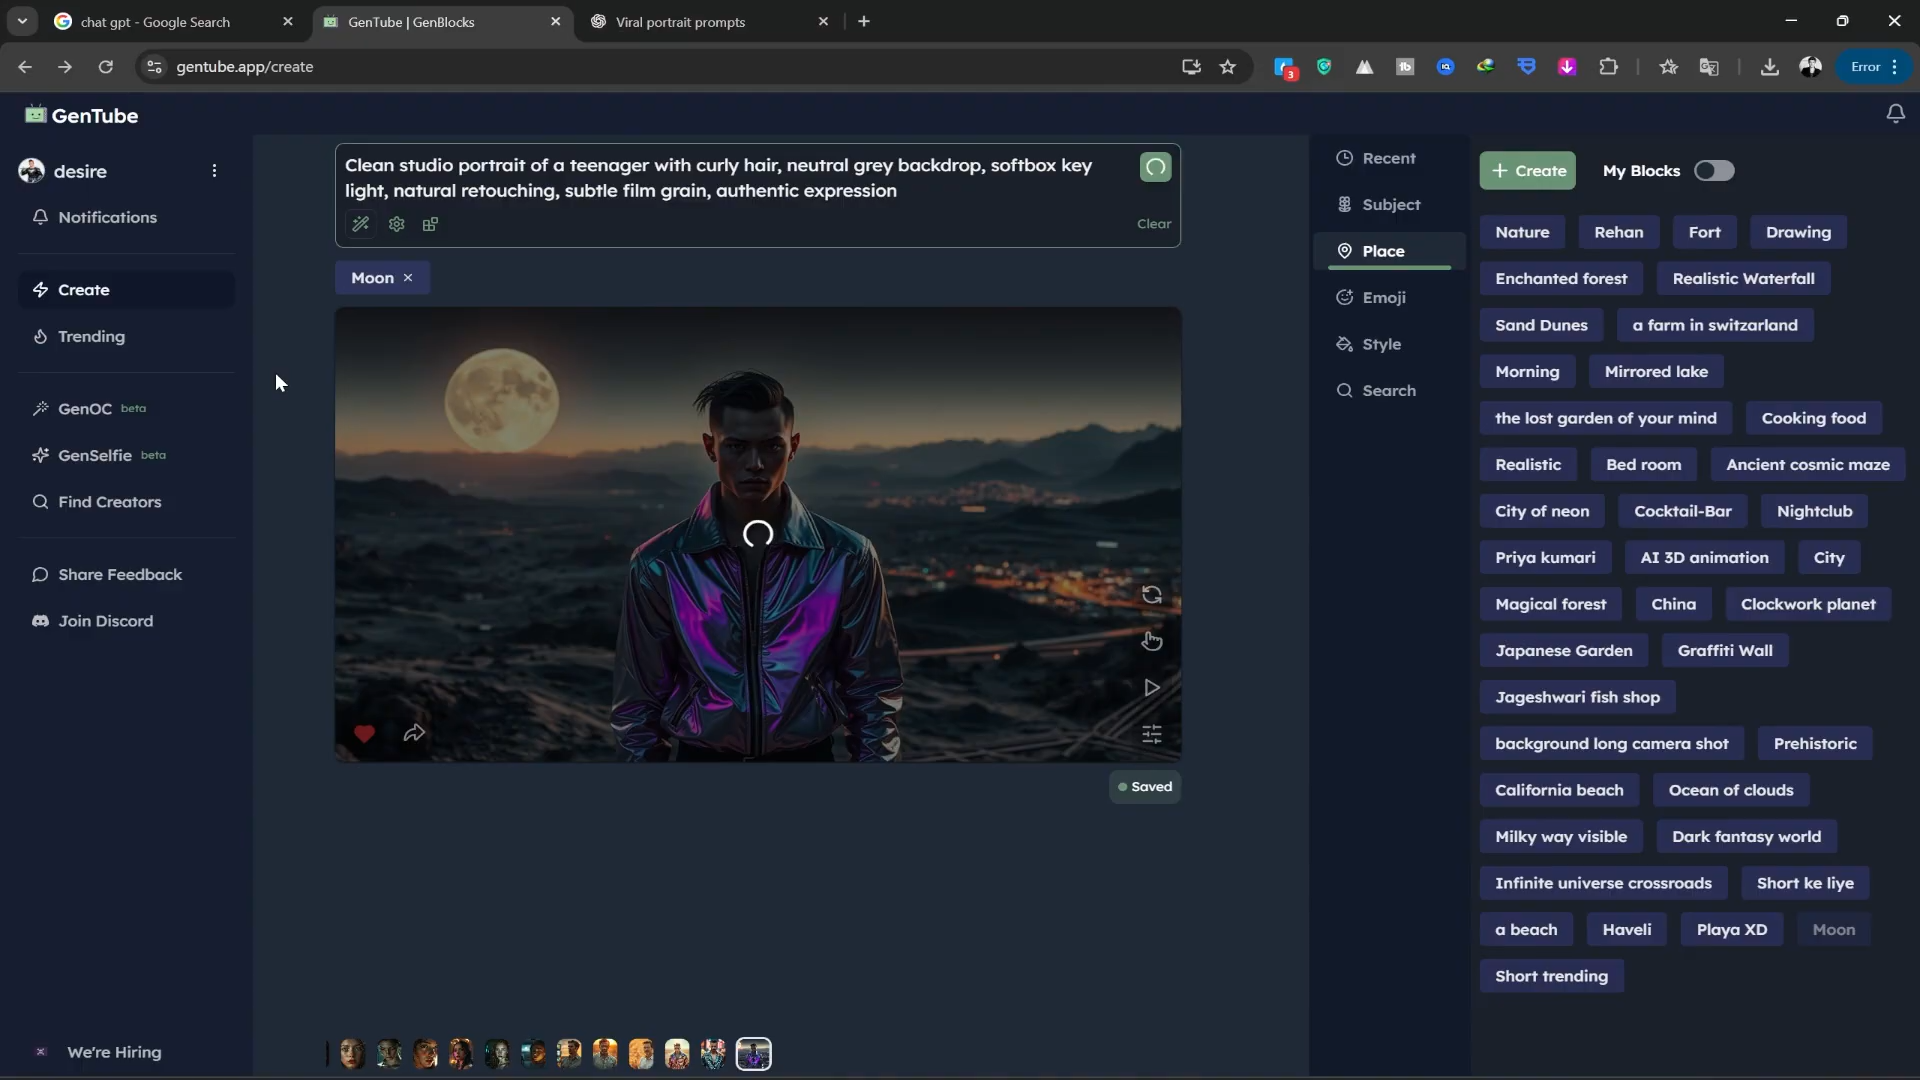 chat gpt - Google Search
GenTube | GenBlocks
Viral portrait prompts
gentube.app/create
3
Error
GenTube
desire
Notifications
Create
Trending
GenOC beta
GenSelfie beta
Find Creators
Share Feedback
Join Discord
We're Hiring
Clean studio portrait of a teenager with curly hair, neutral grey backdrop, softbox key
light, natural retouching, subtle film grain, authentic expression
Clear
Moon
Saved
Recent
Subject
Place
Emoji
Style
Search
+ Create My Blocks
Nature Rehan Fort Drawing
Enchanted forest Realistic Waterfall
Sand Dunes a farm in switzarland
Morning Mirrored lake
the lost garden of your mind Cooking food
Realistic Bed room Ancient cosmic maze
City of neon Cocktail-Bar Nightclub
Priya kumari AI 3D animation City
Magical forest China Clockwork planet
Japanese Garden Graffiti Wall
Jageshwari fish shop
background long camera shot Prehistoric
California beach Ocean of clouds
Milky way visible Dark fantasy world
Infinite universe crossroads Short ke liye
a beach Haveli Playa XD Moon
Short trending